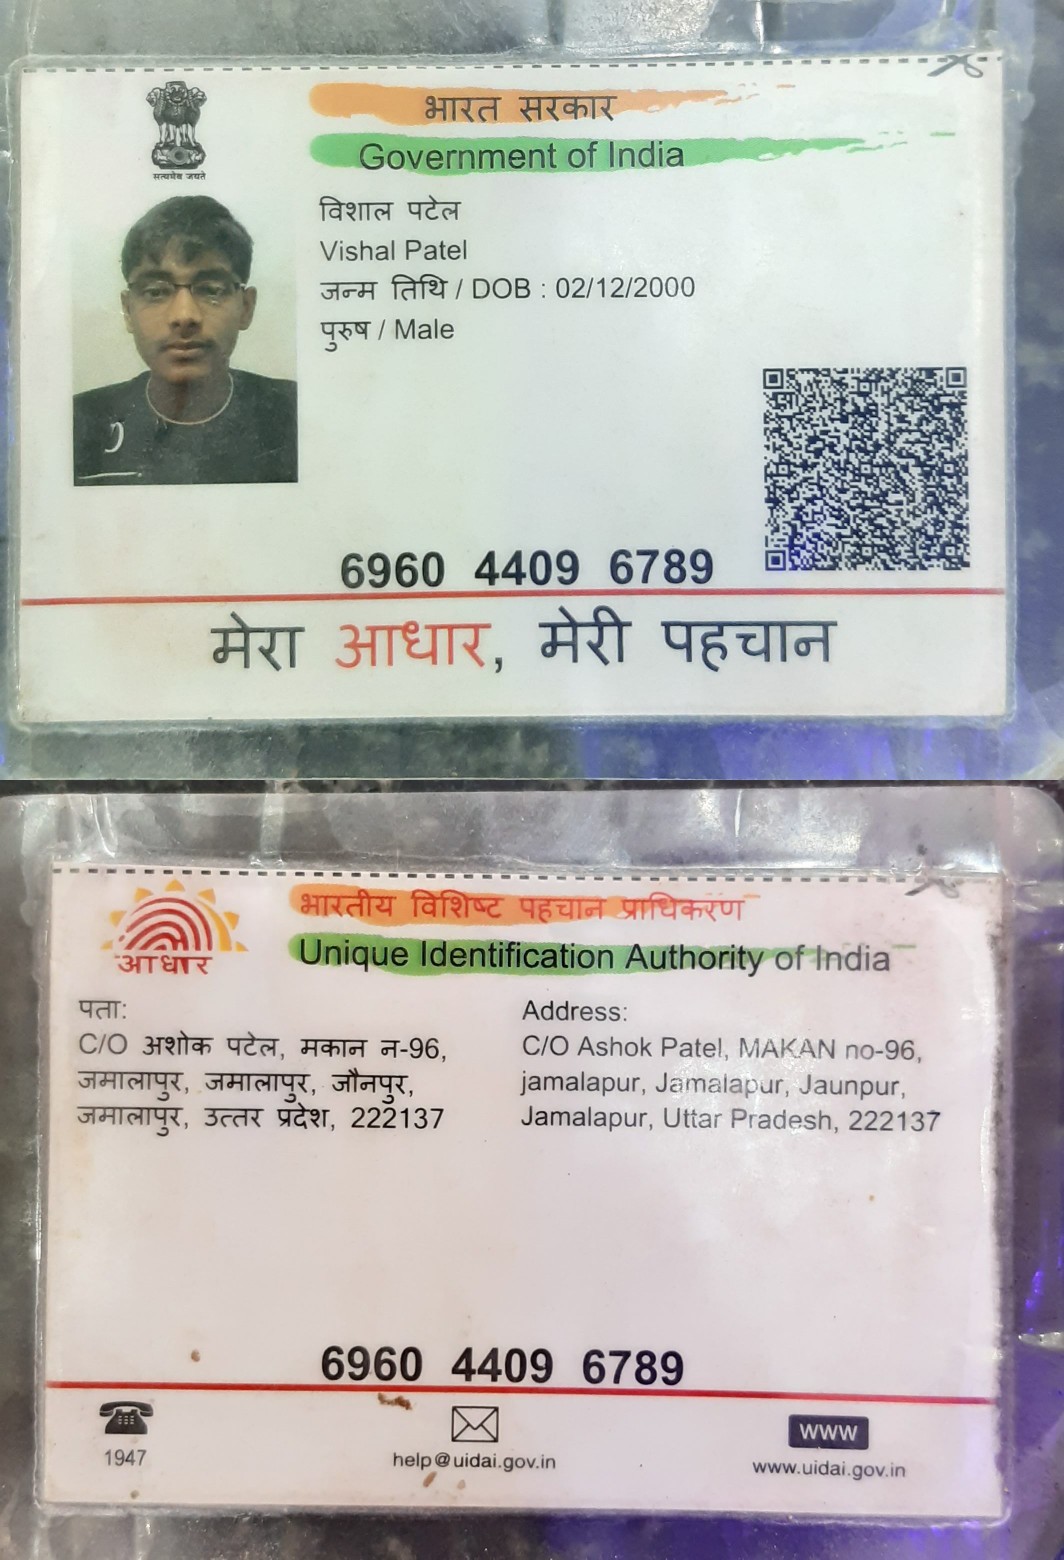 भारत सरकार
Government of India
सत्यमेव जयते
विशाल पटेल
Vishal Patel
जन्म तिथि / DOB : 02/12/2000
पुरुष / Male
6960 4409 6789
मेरा आधार, मेरी पहचान
भारतीय विशिष्ट पहचान प्राधिकरण
Unique Identification Authority of India
आधार
पता:
C/O अशोक पटेल, मकान न-96,
जमालापुर, जमालापुर, जौनपुर,
जमालापुर, उत्तर प्रदेश, 222137
Address:
C/O Ashok Patel, MAKAN no-96,
jamalapur, Jamalapur, Jaunpur,
Jamalapur, Uttar Pradesh, 222137
6960 4409 6789
1947
help@uidai.gov.in
www
www.uidai.gov.in